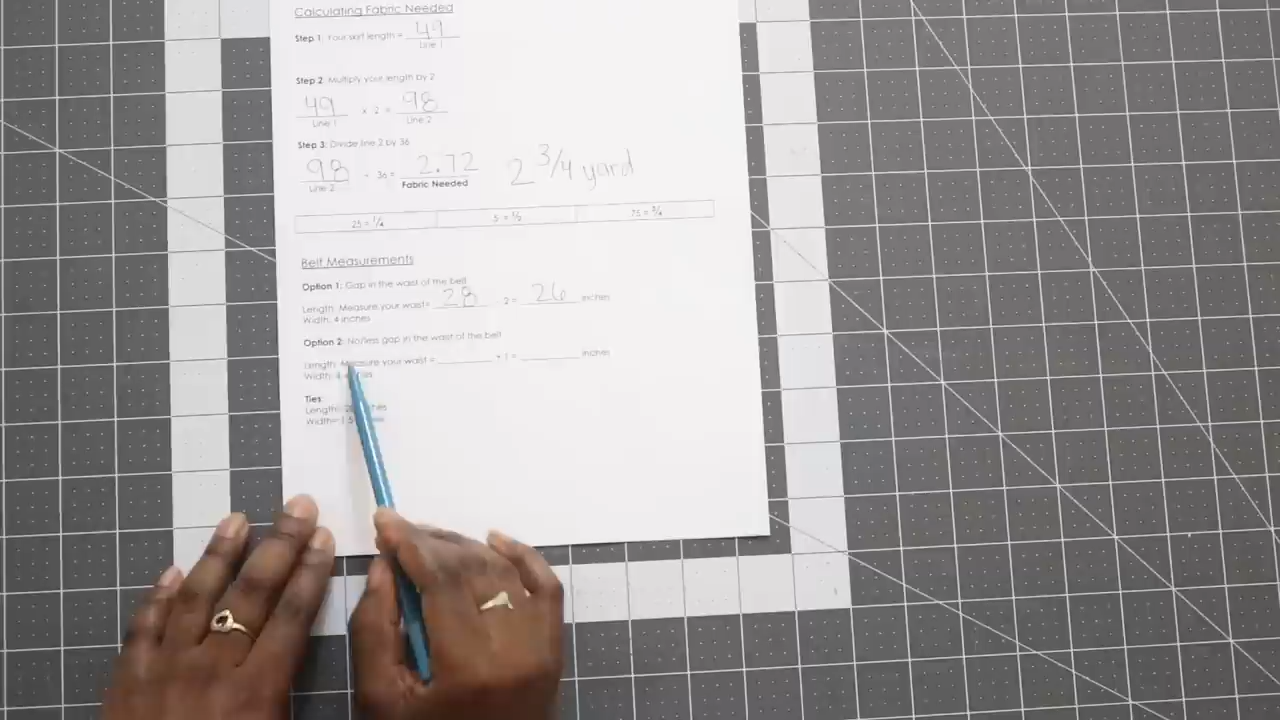 Calculating Fabric Needed
Step 1: Your skirt length = 49
Line 1
Step 2: Multiply your length by 2
49 x 2 = 98
Line 1 Line 2
Step 3: Divide line 2 by 36
98 ÷ 36 = 2.72 2 3/4 yard
Line 2 Fabric Needed
.25 = 1/4 .5 = 1/2 .75 = 3/4
Belt Measurements
Option 1: Gap in the waist of the belt
Length: Measure your waist= 28 - 2 = 26 inches
Width: 4 inches
Option 2: No/less gap in the waist of the belt
Length: Measure your waist = + 1 = inches
Width:
Ties:
Length:
Width=